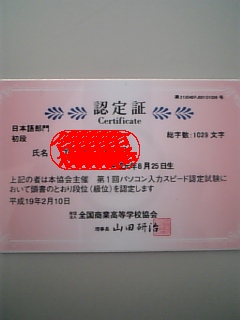 認定証
Certificate
日本語部門
初段
総字数:1029 文字
氏名
8月25日生
上記の者は本協会主催 第1回パソコン入力スピード認定試験に
おいて頭書のとおり段位(級位)を認定します
平成19年2月10日
全国商業高等学校協会
理事長 山田研治